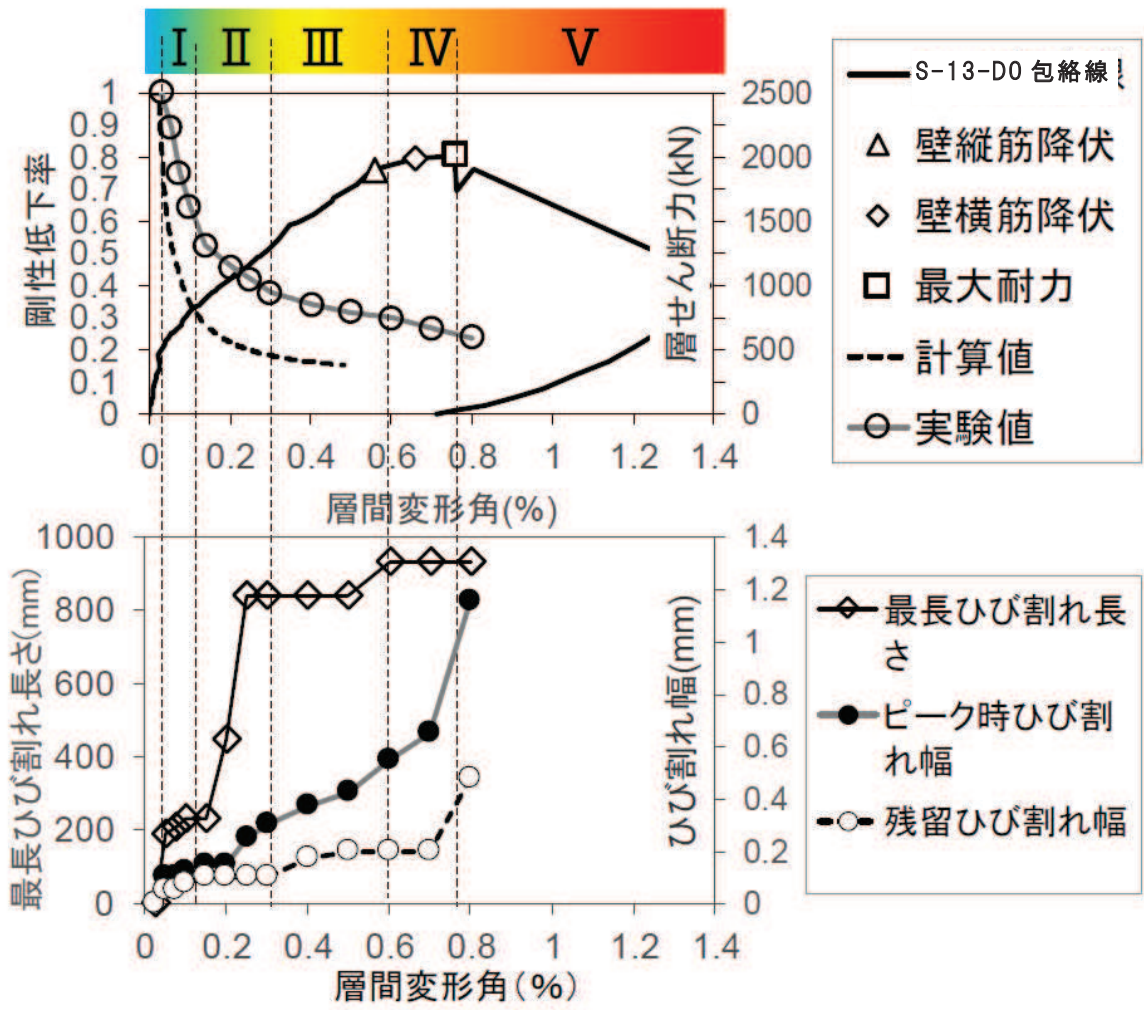 Ⅰ Ⅱ Ⅲ Ⅳ Ⅴ
剛性低下率
1
0.9
0.8
0.7
0.6
0.5
0.4
0.3
0.2
0.1
0
層せん断力(kN)
2500
2000
1500
1000
500
0
0 0.2 0.4 0.6 0.8 1 1.2 1.4
層間変形角(%)
S-13-D0 包絡線
壁縦筋降伏
壁横筋降伏
最大耐力
計算値
実験値
最長ひび割れ長さ(mm)
1000
800
600
400
200
0
ひび割れ幅(mm)
1.4
1.2
1
0.8
0.6
0.4
0.2
0
0 0.2 0.4 0.6 0.8 1 1.2 1.4
層間変形角(%)
最長ひび割れ長
さ
ピーク時ひび割
れ幅
残留ひび割れ幅